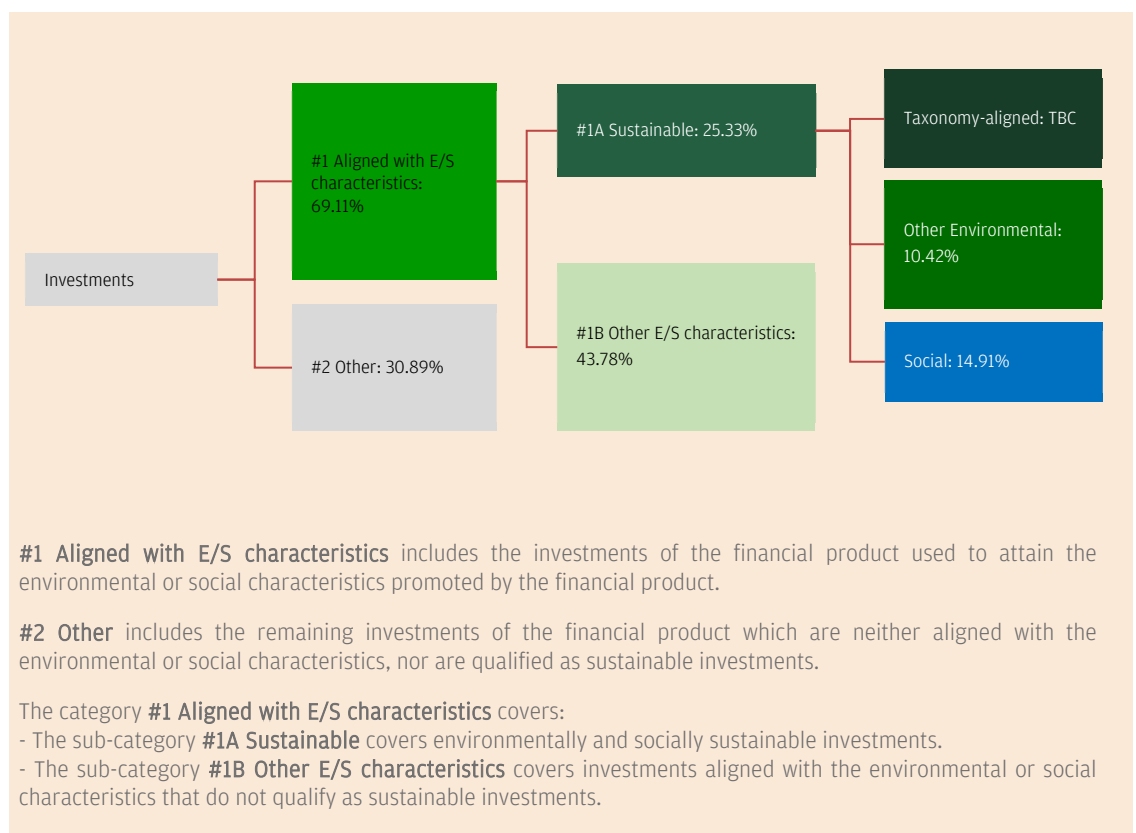 Investments
#1 Aligned with E/S
characteristics:
69.11%
#2 Other: 30.89%
#1A Sustainable: 25.33%
#1B Other E/S characteristics:
43.78%
Taxonomy-aligned: TBC
Other Environmental:
10.42%
Social: 14.91%
#1 Aligned with E/S characteristics includes the investments of the financial product used to attain the
environmental or social characteristics promoted by the financial product.
#2 Other includes the remaining investments of the financial product which are neither aligned with the
environmental or social characteristics, nor are qualified as sustainable investments.
The category #1 Aligned with E/S characteristics covers:
- The sub-category #1A Sustainable covers environmentally and socially sustainable investments.
- The sub-category #1B Other E/S characteristics covers investments aligned with the environmental or social
characteristics that do not qualify as sustainable investments.